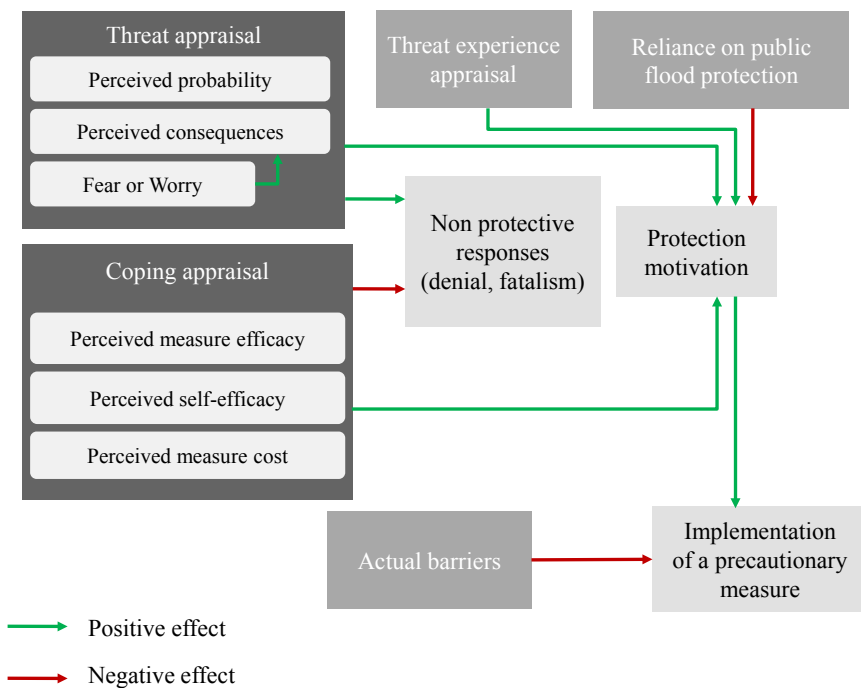 Threat appraisal
Perceived probability
Perceived consequences
Fear or Worry
Threat experience
appraisal
Reliance on public
flood protection
Non protective
responses
(denial, fatalism)
Protection
motivation
Coping appraisal
Perceived measure efficacy
Perceived self-efficacy
Perceived measure cost
Actual barriers
Implementation
of a precautionary
measure
Positive effect
Negative effect